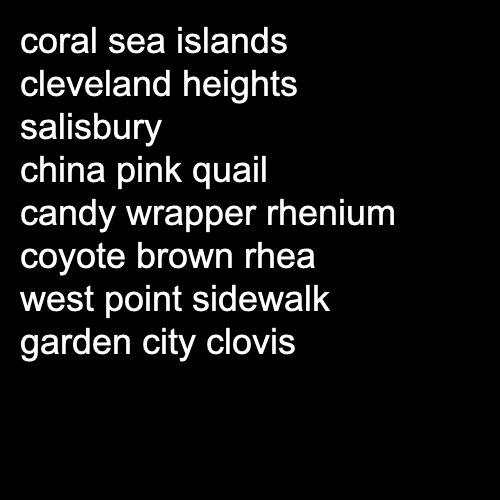 coral sea islands
cleveland heights
salisbury
china pink quail
candy wrapper rhenium
coyote brown rhea
west point sidewalk
garden city clovis